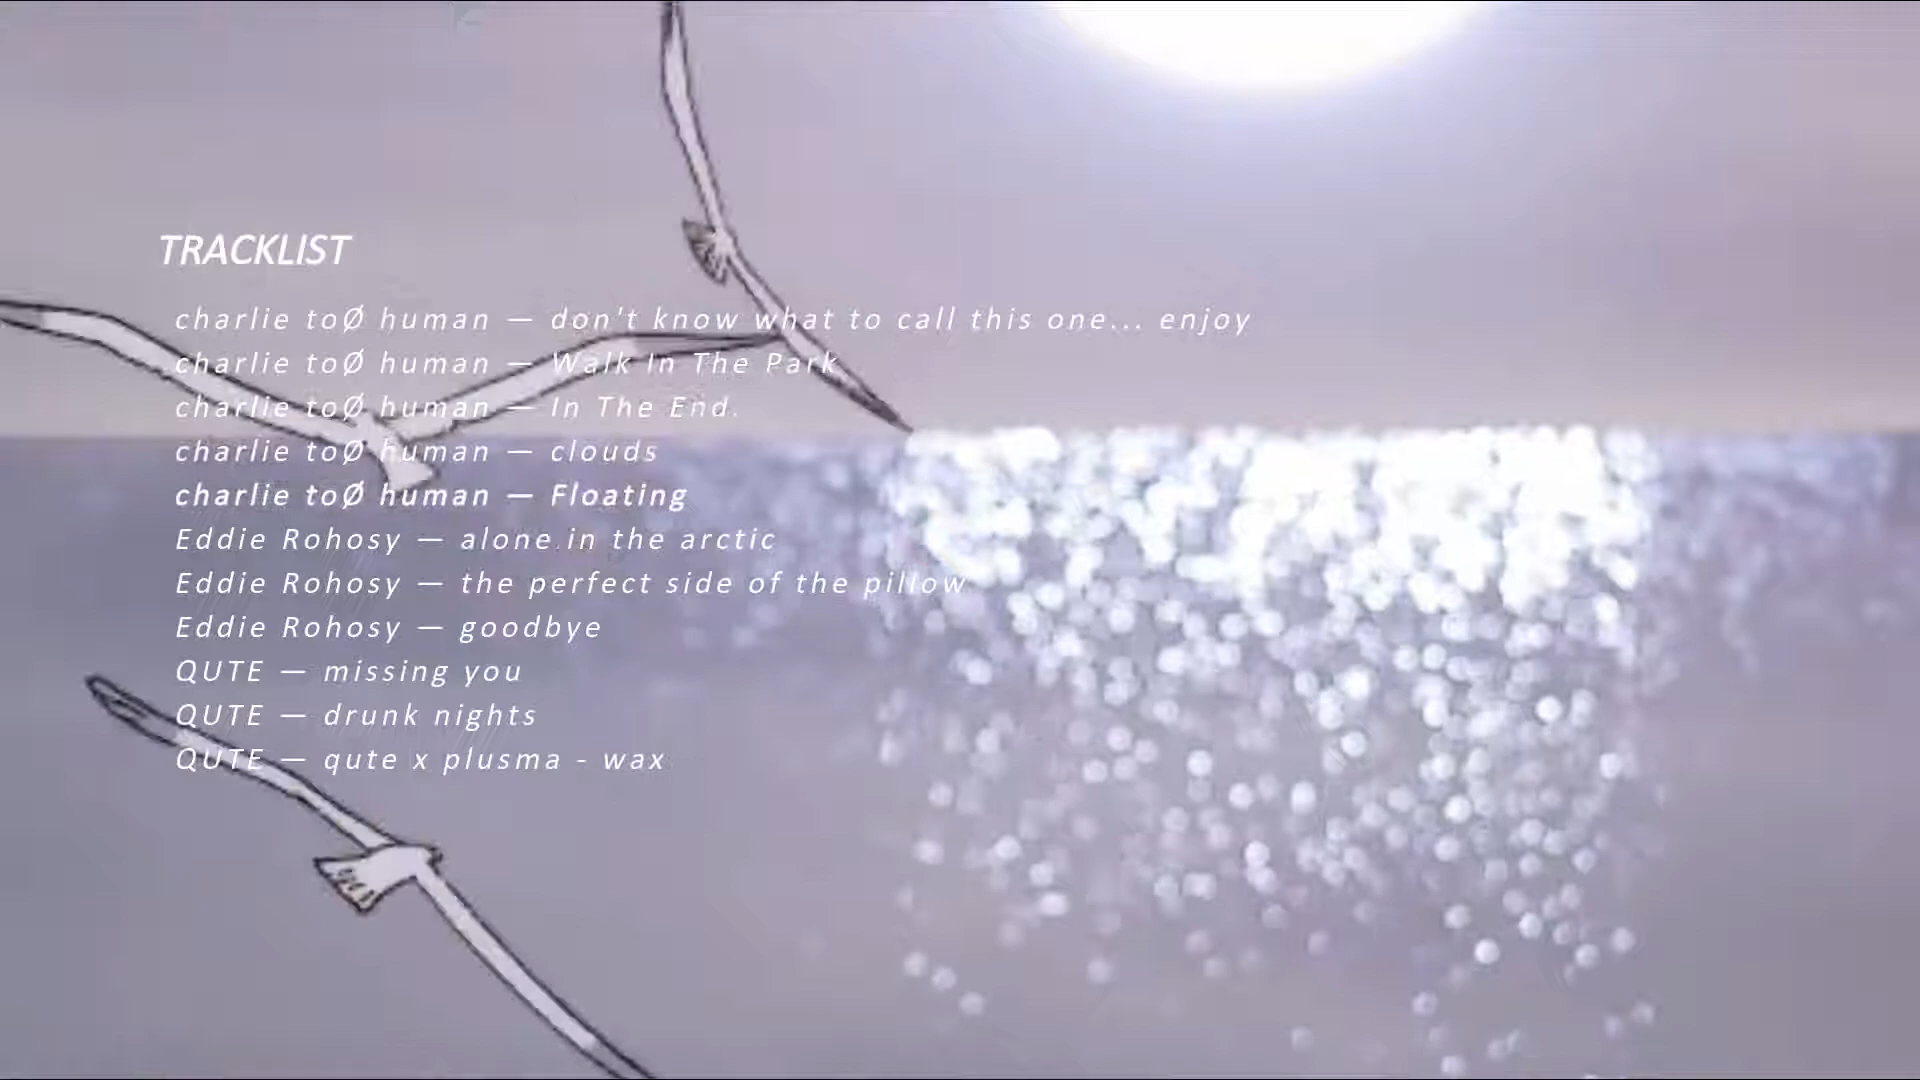 TRACKLIST
charlie toØ human — don't know what to call this one... enjoy
charlie toØ human — Walk In The Park
charlie toØ human — In The End.
charlie toØ human — clouds
charlie toØ human — Floating
Eddie Rohosy — alone in the arctic
Eddie Rohosy — the perfect side of the pillow
Eddie Rohosy — goodbye
QUTE — missing you
QUTE — drunk nights
QUTE — qute x plusma - wax